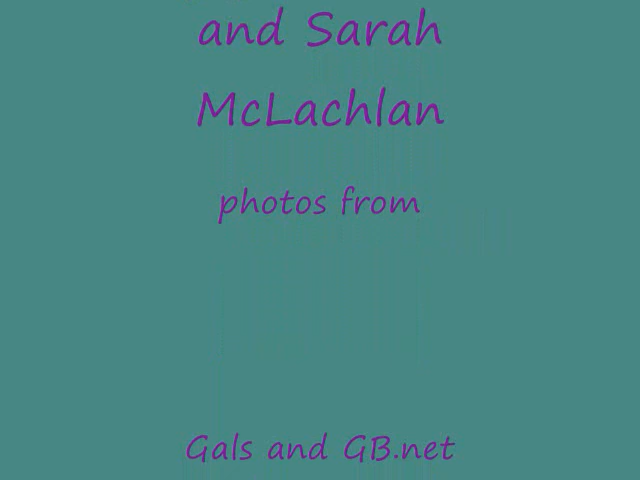 and Sarah
McLachlan
photos from
Gals and GB.net